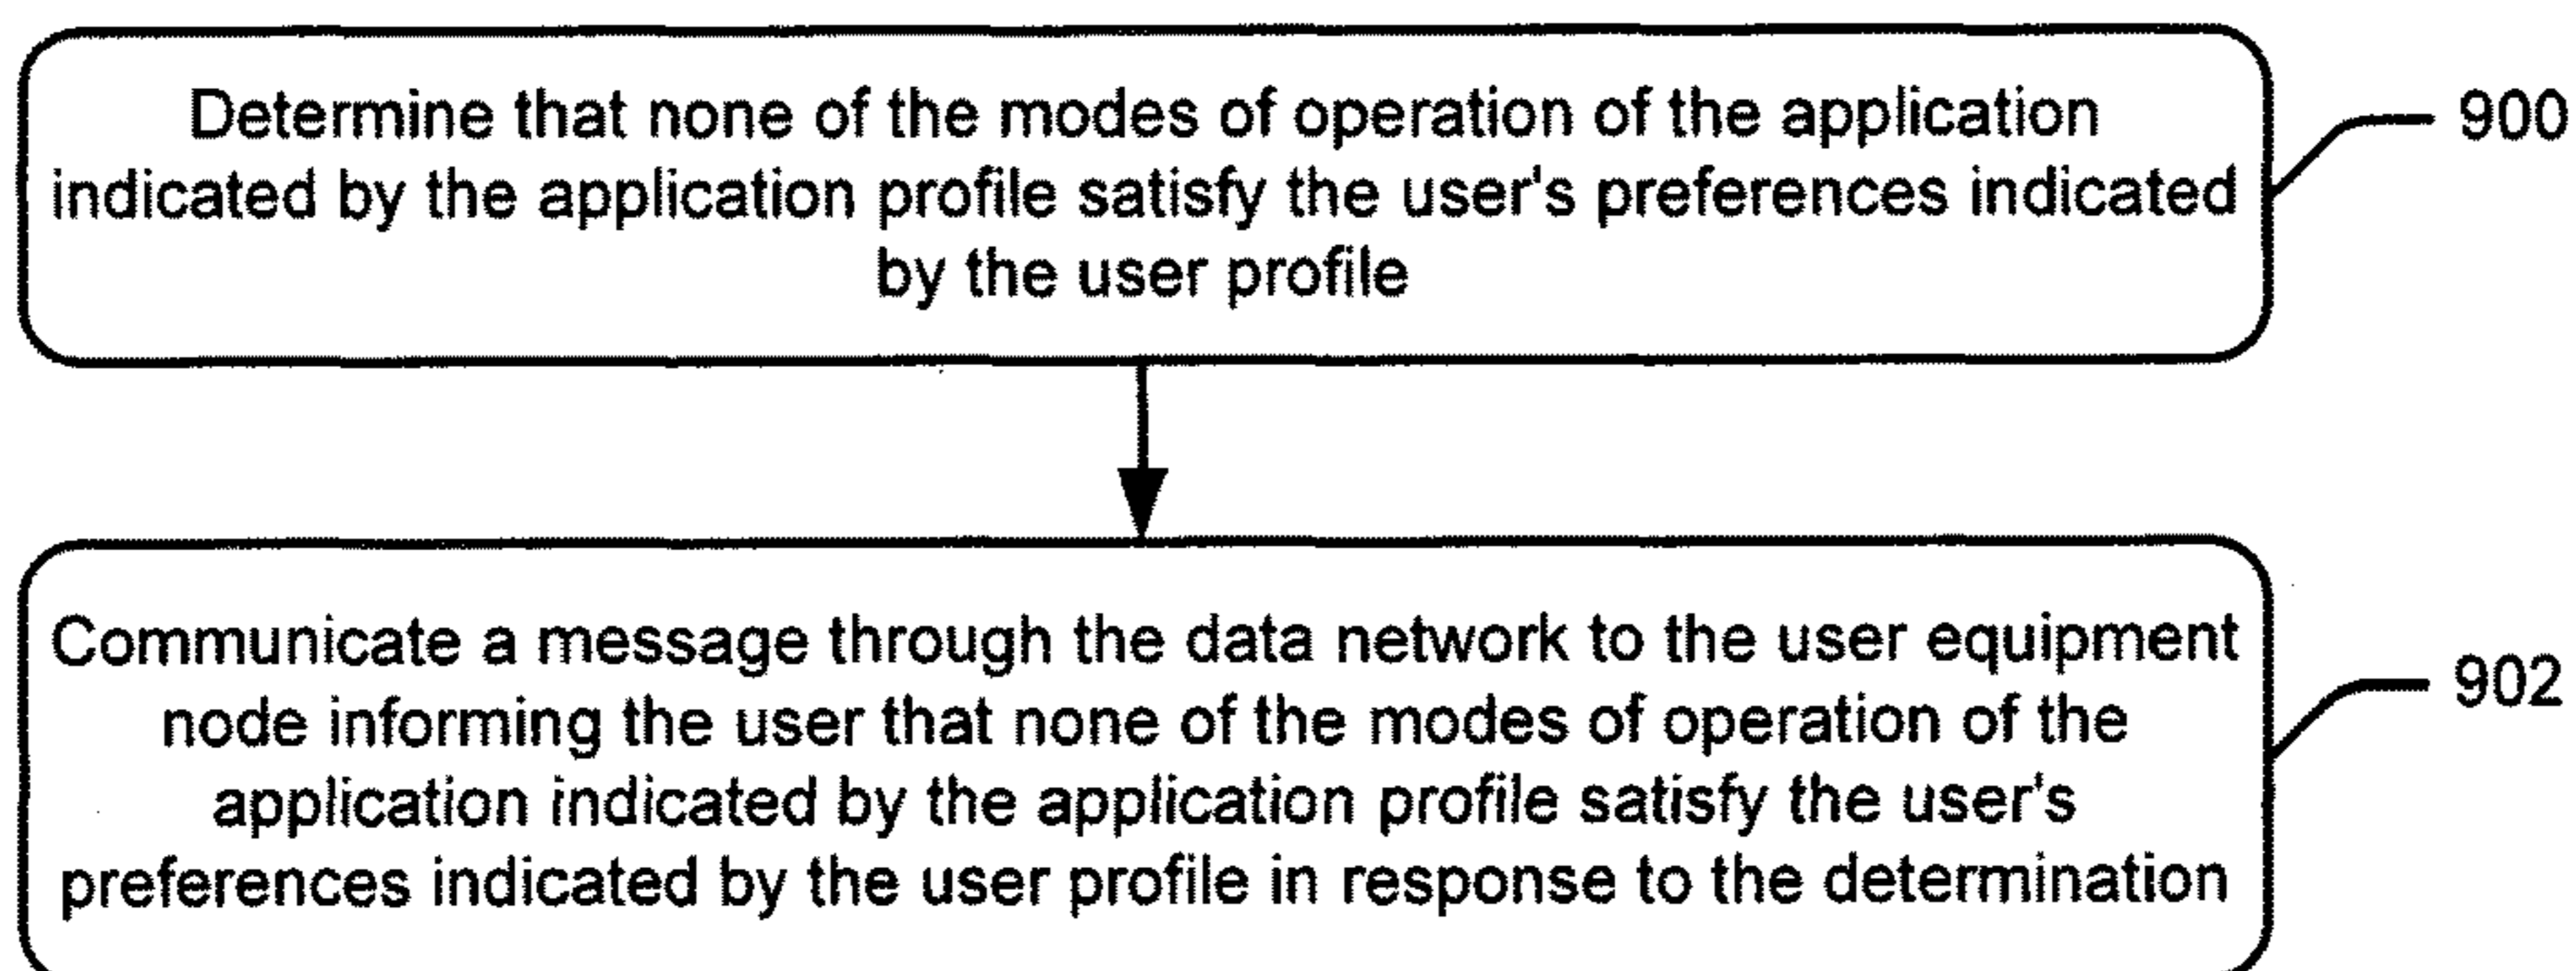 Determine that none of the modes of operation of the application
indicated by the application profile satisfy the user's preferences indicated
by the user profile
900
Communicate a message through the data network to the user equipment
node informing the user that none of the modes of operation of the
application indicated by the application profile satisfy the user's
preferences indicated by the user profile in response to the determination
902